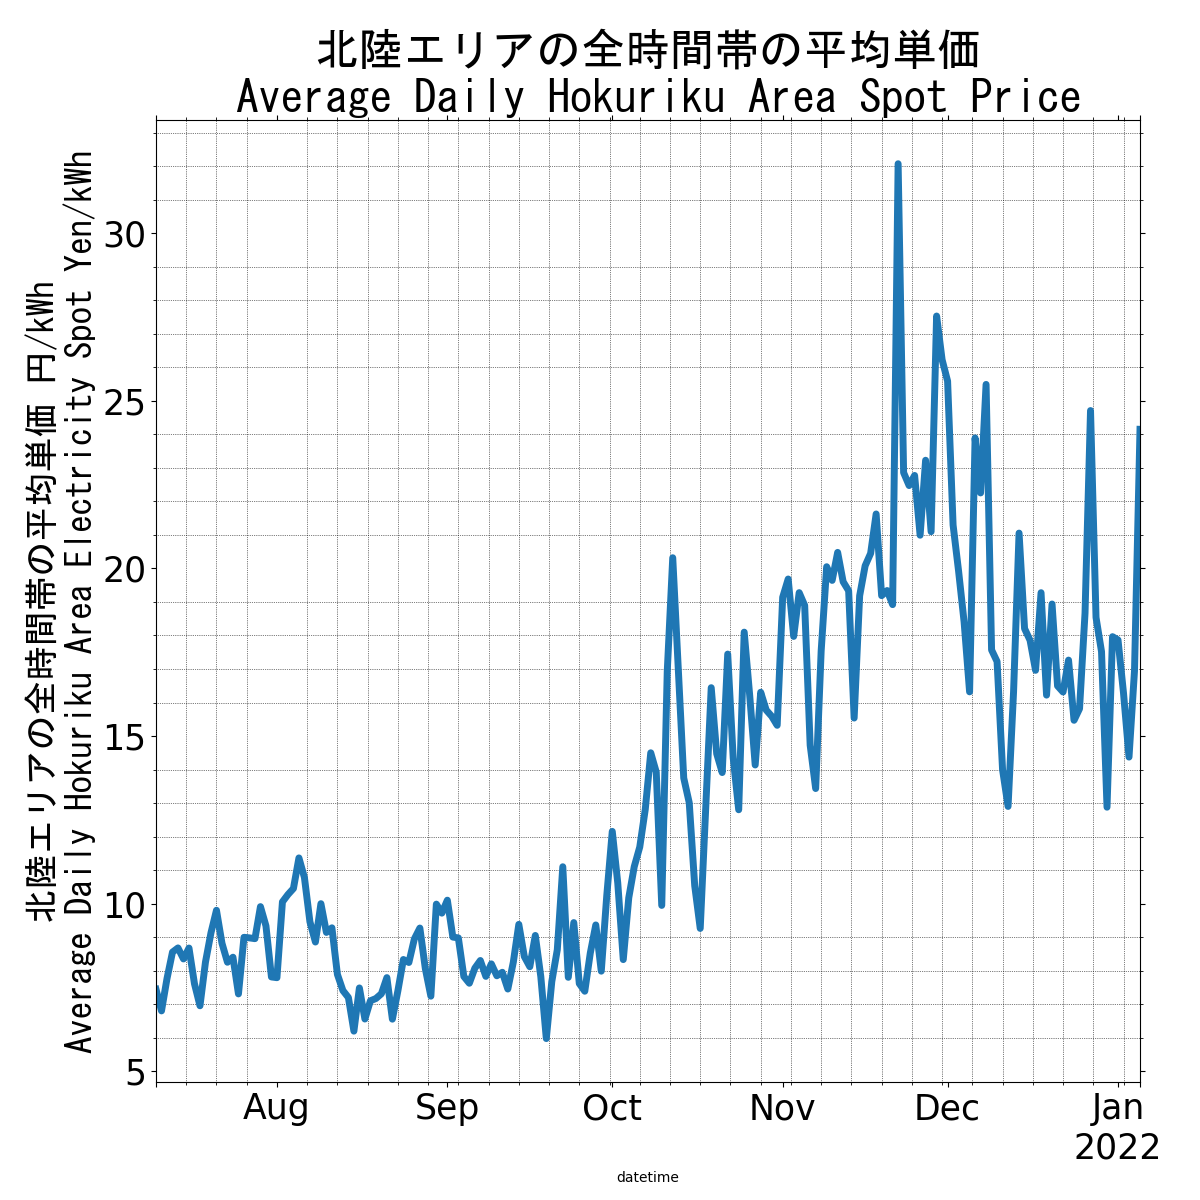 北陸エリアの全時間帯の平均単価
Average Daily Hokuriku Area Spot Price
北陸エリアの全時間帯の平均単価 円/kWh
Average Daily Hokuriku Area Electricity Spot Yen/kWh
30
25
20
15
10
5
Aug Sep Oct Nov Dec Jan
2022
datetime